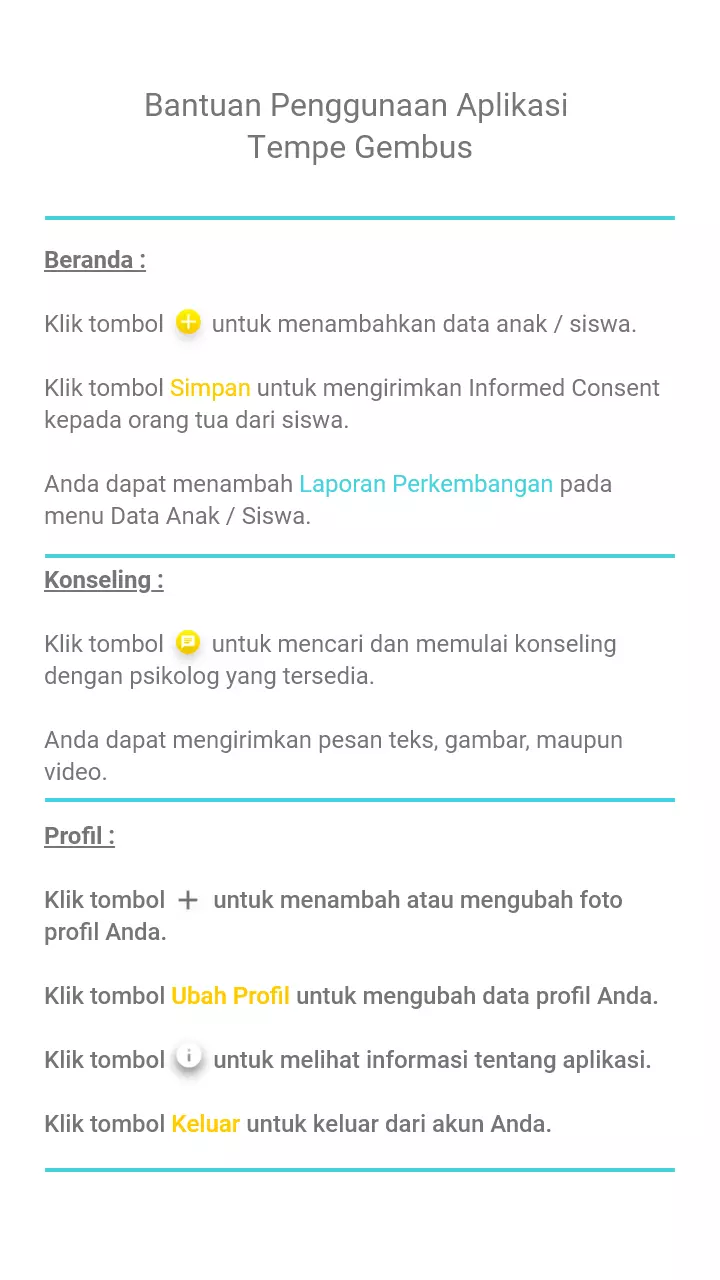 Bantuan Penggunaan Aplikasi
Tempe Gembus
Beranda :
Klik tombol untuk menambahkan data anak / siswa.
Klik tombol Simpan untuk mengirimkan Informed Consent
kepada orang tua dari siswa.
Anda dapat menambah Laporan Perkembangan pada
menu Data Anak / Siswa.
Konseling :
Klik tombol untuk mencari dan memulai konseling
dengan psikolog yang tersedia.
Anda dapat mengirimkan pesan teks, gambar, maupun
video.
Profil :
Klik tombol + untuk menambah atau mengubah foto
profil Anda.
Klik tombol Ubah Profil untuk mengubah data profil Anda.
Klik tombol i untuk melihat informasi tentang aplikasi.
Klik tombol Keluar untuk keluar dari akun Anda.